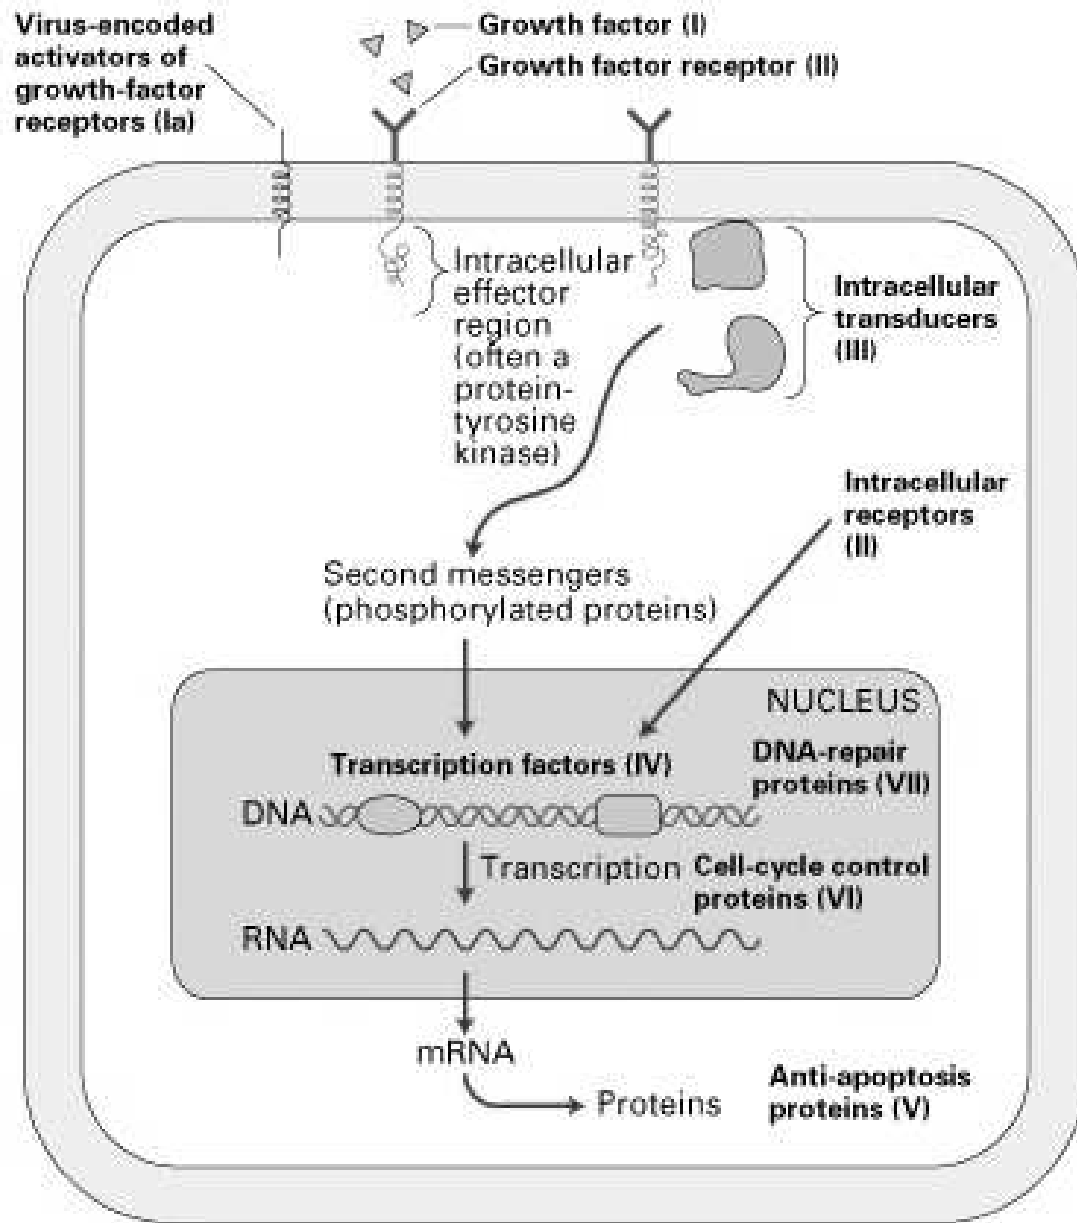 Virus-encoded
activators of
growth-factor
receptors (Ia)
Growth factor (I)
Growth factor receptor (II)
Intracellular
effector
region
(often a
protein-
tyrosine
kinase)
Intracellular
transducers
(III)
Intracellular
receptors
(II)
Second messengers
(phosphorylated proteins)
NUCLEUS
Transcription factors (IV)
DNA-repair
proteins (VII)
DNA
Transcription
Cell-cycle control
proteins (VI)
RNA
mRNA
Proteins
Anti-apoptosis
proteins (V)